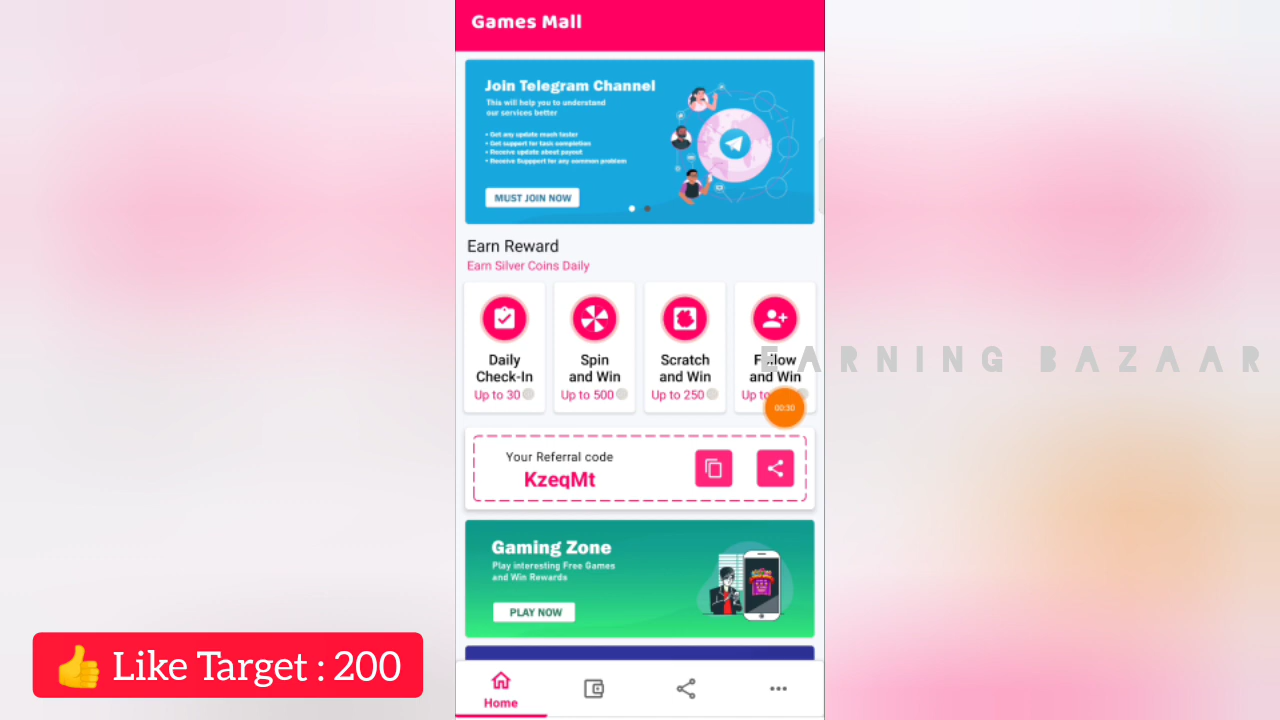 Games Mall
Join Telegram Channel
This will help you to understand
our services better
• Get any update much faster
• Get support for task completion
• Receive update about payout
• Receive Suppport for any common problem
MUST JOIN NOW
Earn Reward
Earn Silver Coins Daily
Daily
Check-In
Up to 30
Spin
and Win
Up to 500
Scratch
and Win
Up to 250
Follow
and Win
Up to
00:30
EARNING BAZAAR
Your Referral code
KzeqMt
Gaming Zone
Play interesting Free Games
and Win Rewards
PLAY NOW
👍 Like Target : 200
Home